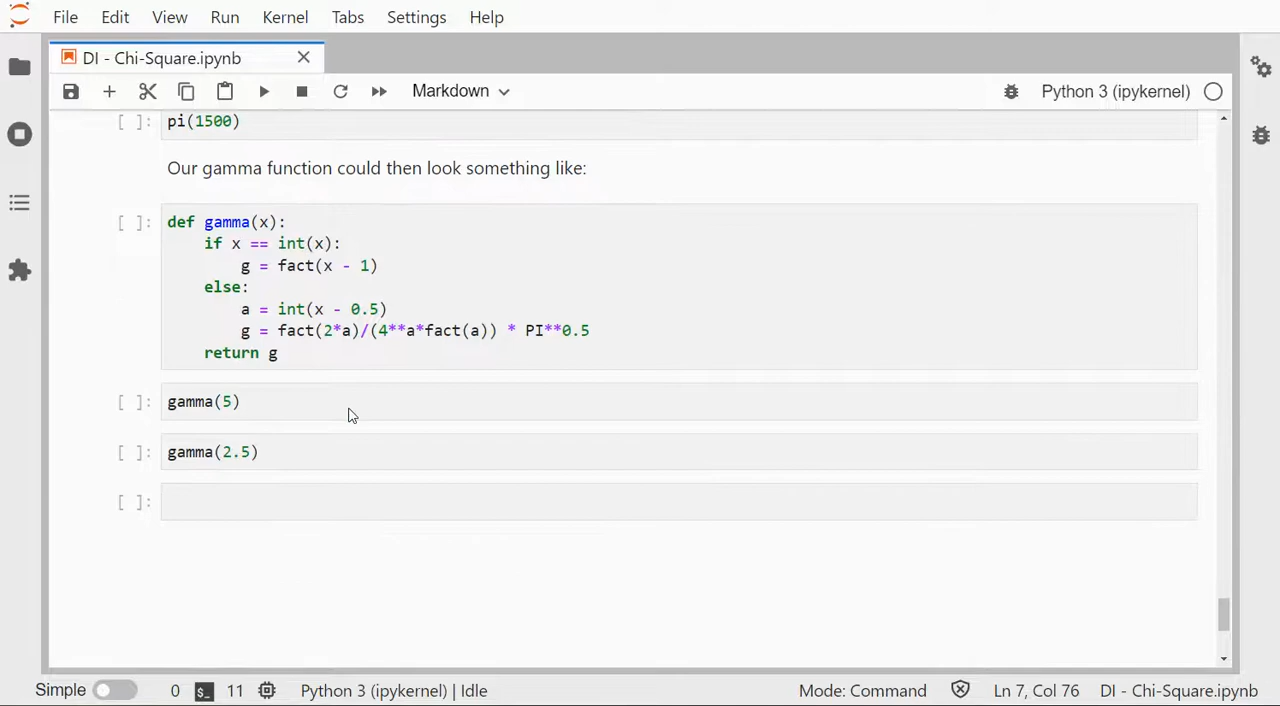 File Edit View Run Kernel Tabs Settings Help
DI - Chi-Square.ipynb
Markdown Python 3 (ipykernel)
[ ]: pi(1500)
Our gamma function could then look something like:
[ ]: def gamma(x):
if x == int(x):
g = fact(x - 1)
else:
a = int(x - 0.5)
g = fact(2*a)/(4**a*fact(a)) * PI**0.5
return g
[ ]: gamma(5)
[ ]: gamma(2.5)
[ ]:
Simple 0 11 Python 3 (ipykernel) | Idle Mode: Command Ln 7, Col 76 DI - Chi-Square.ipynb